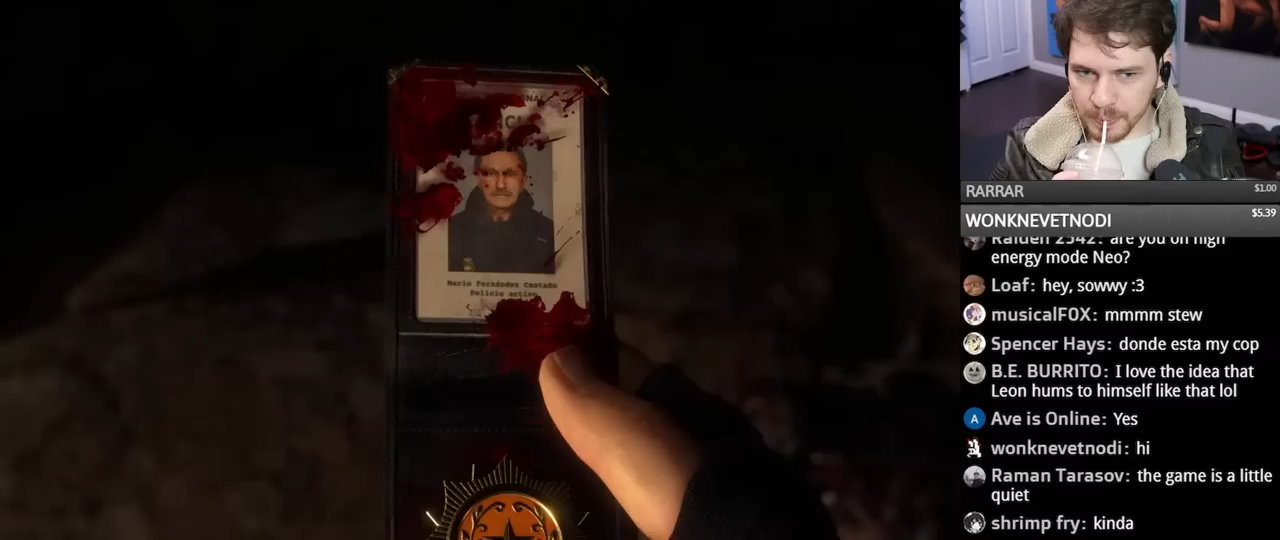 Mario Fernández Castaño
Policía activo
RARRAR
$1.00
WONKNEVETNODI
$5.39
Raiden 2542: are you on high
energy mode Neo?
Loaf: hey, sowwy :3
musicalFOX: mmmm stew
Spencer Hays: donde esta my cop
B.E. BURRITO: I love the idea that
Leon hums to himself like that lol
A
Ave is Online: Yes
wonknevetnodi: hi
Raman Tarasov: the game is a little
quiet
shrimp fry: kinda